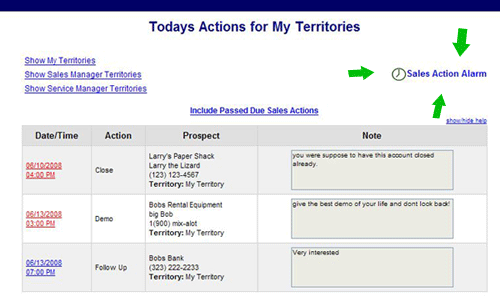 Todays Actions for My Territories
Show My Territories
Show Sales Manager Territories
Show Service Manager Territories
Sales Action Alarm
Include Passed Due Sales Actions
show/hide help
Date/Time Action Prospect Note
06/10/2008
04:00 PM
Close
Larry's Paper Shack
Larry the Lizard
(123) 123-4567
Territory: My Territory
you were suppose to have this account closed
already.
06/13/2008
03:00 PM
Demo
Bobs Rental Equipment
big Bob
1(900) mix-alot
Territory: My Territory
give the best demo of your life and dont look back!
06/13/2008
07:00 PM
Follow Up
Bobs Bank
(323) 222-2233
Territory: My Territory
Very interested